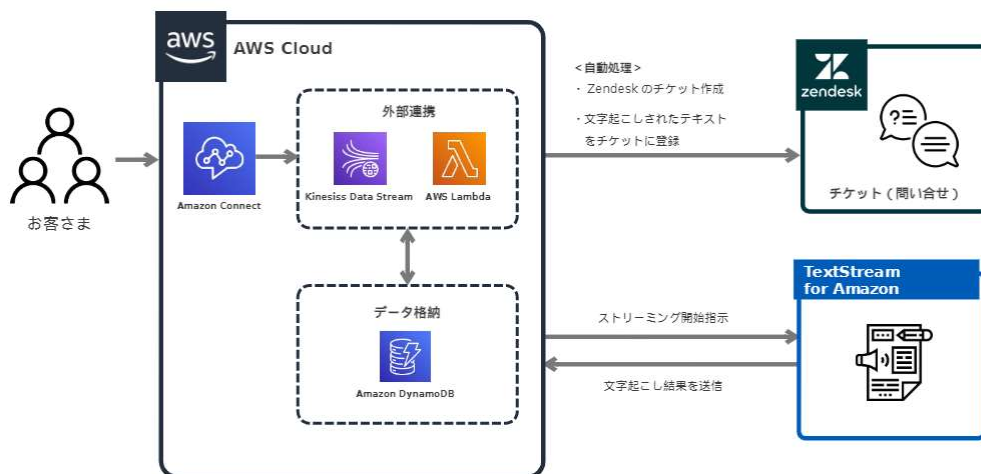 aws
AWS Cloud
お客さま
Amazon Connect
外部連携
Kinesiss Data Stream
AWS Lambda
データ格納
Amazon DynamoDB
<自動処理>
・ Zendesk のチケット作成
・文字起こしされたテキスト
をチケットに登録
zendesk
?
チケット ( 問い合せ )
ストリーミング開始指示
文字起こし結果を送信
TextStream
for Amazon